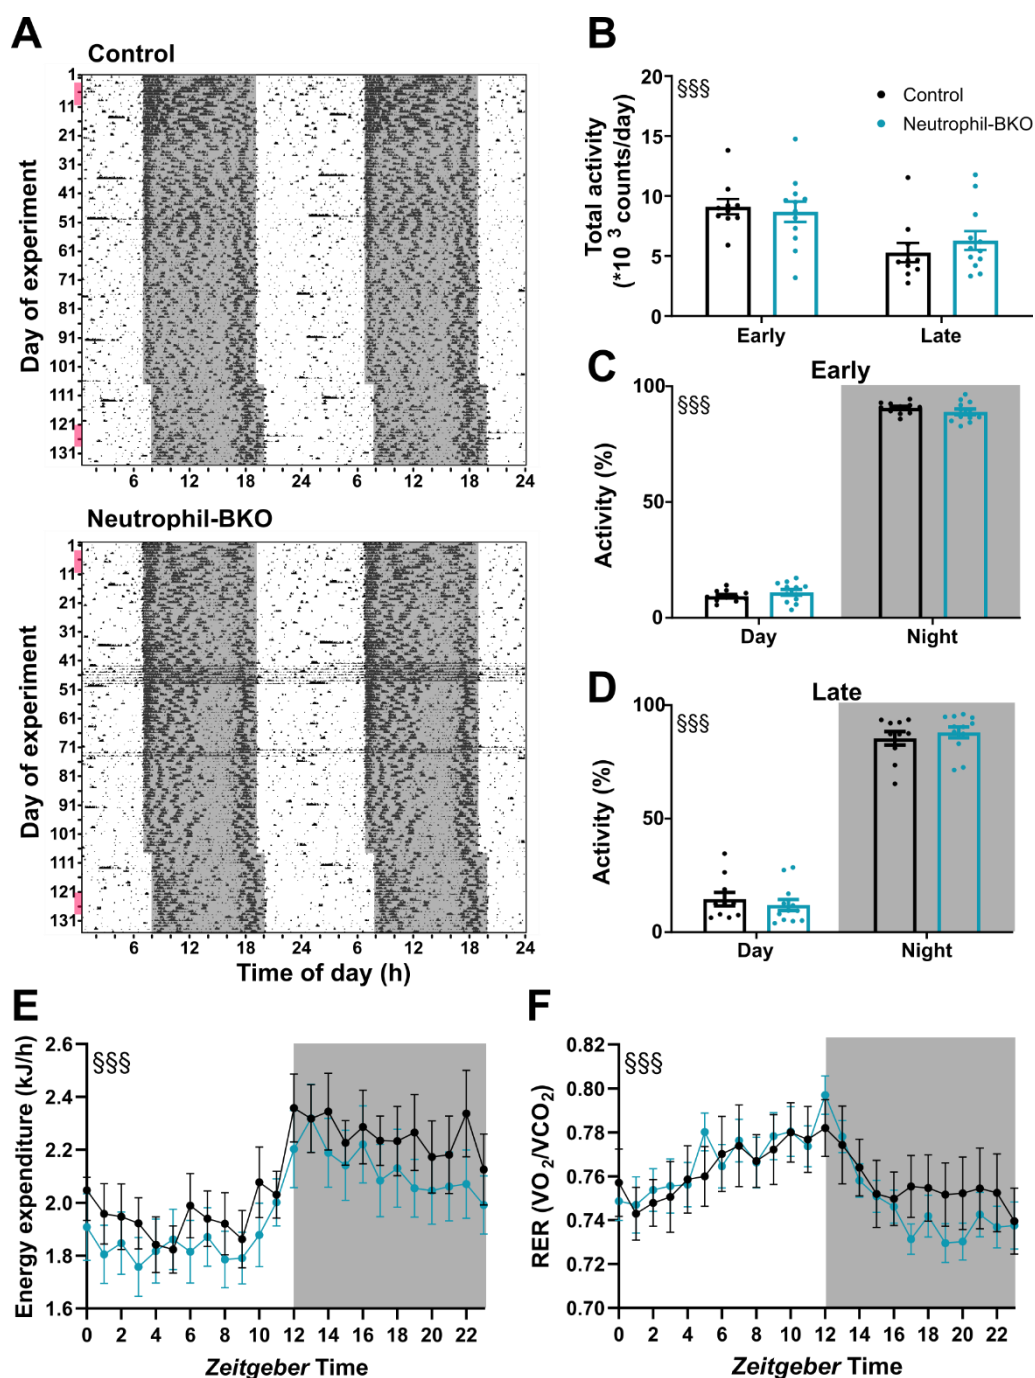 A
Control
Day of experiment
1
11
21
31
41
51
61
71
81
91
101
111
121
131
6 12 18 24 6 12 18 24
Neutrophil-BKO
Day of experiment
1
11
21
31
41
51
61
71
81
91
101
111
121
131
6 12 18 24 6 12 18 24
Time of day (h)
B
§§§
Control
Neutrophil-BKO
Total activity
(*10 3 counts/day)
20
15
10
5
0
Early Late
C
Early
§§§
Activity (%)
100
50
0
Day Night
D
Late
§§§
Activity (%)
100
50
0
Day Night
E
§§§
Energy expenditure (kJ/h)
2.6
2.4
2.2
2.0
1.8
1.6
0 2 4 6 8 10 12 14 16 18 20 22
Zeitgeber Time
F
§§§
RER (VO2/VCO2)
0.82
0.80
0.78
0.76
0.74
0.72
0.70
0 2 4 6 8 10 12 14 16 18 20 22
Zeitgeber Time